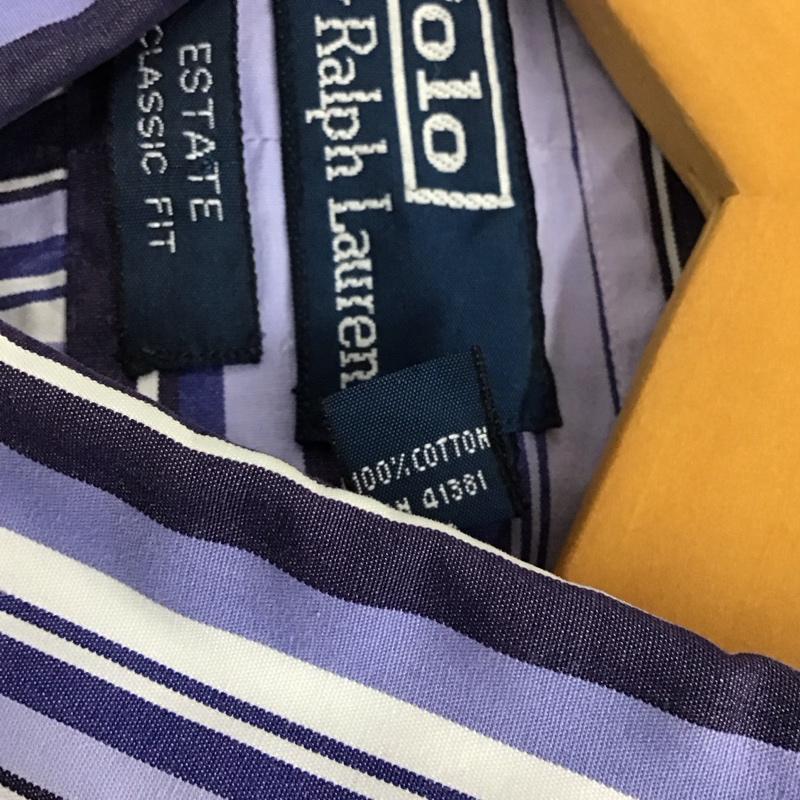 ESTATE
CLASSIC FIT
Polo
Ralph Lauren
100% COTTON
41381